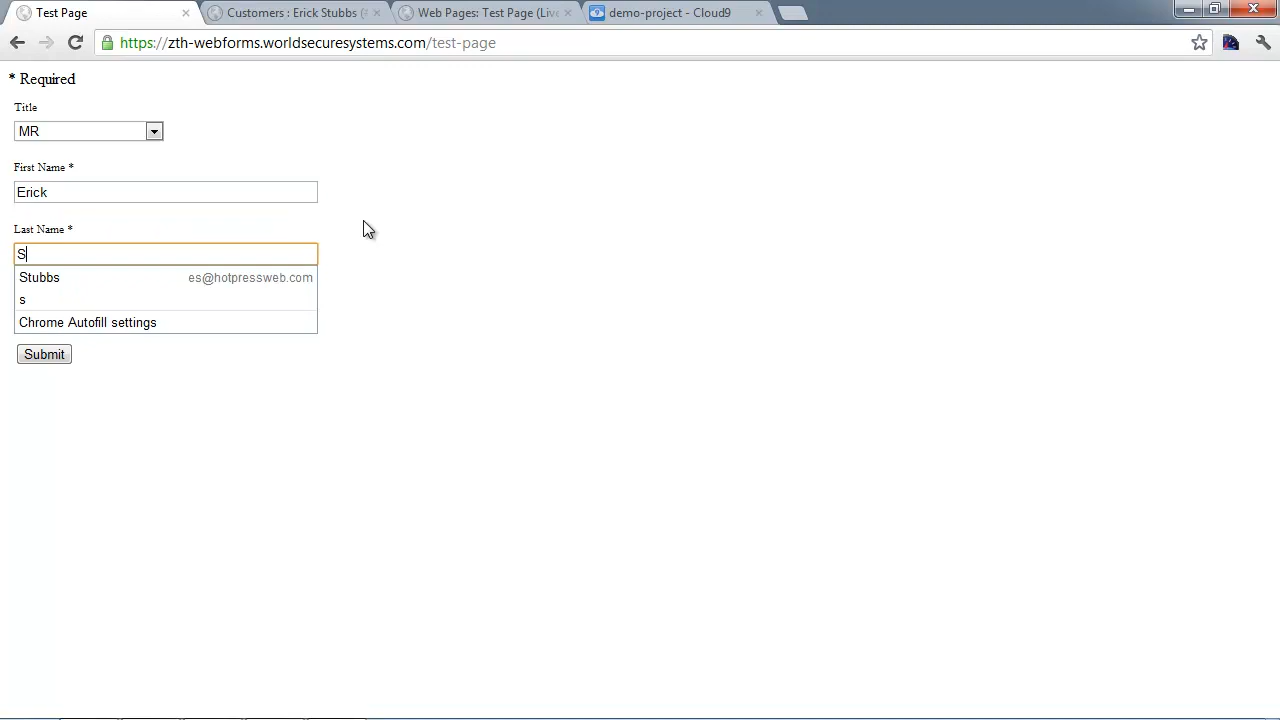 Test Page
Customers : Erick Stubbs (#
Web Pages: Test Page (Live
demo-project - Cloud9
https://zth-webforms.worldsecuresystems.com/test-page
* Required
Title
MR
First Name *
Erick
Last Name *
S
Stubbs es@hotpressweb.com
s
Chrome Autofill settings
Submit